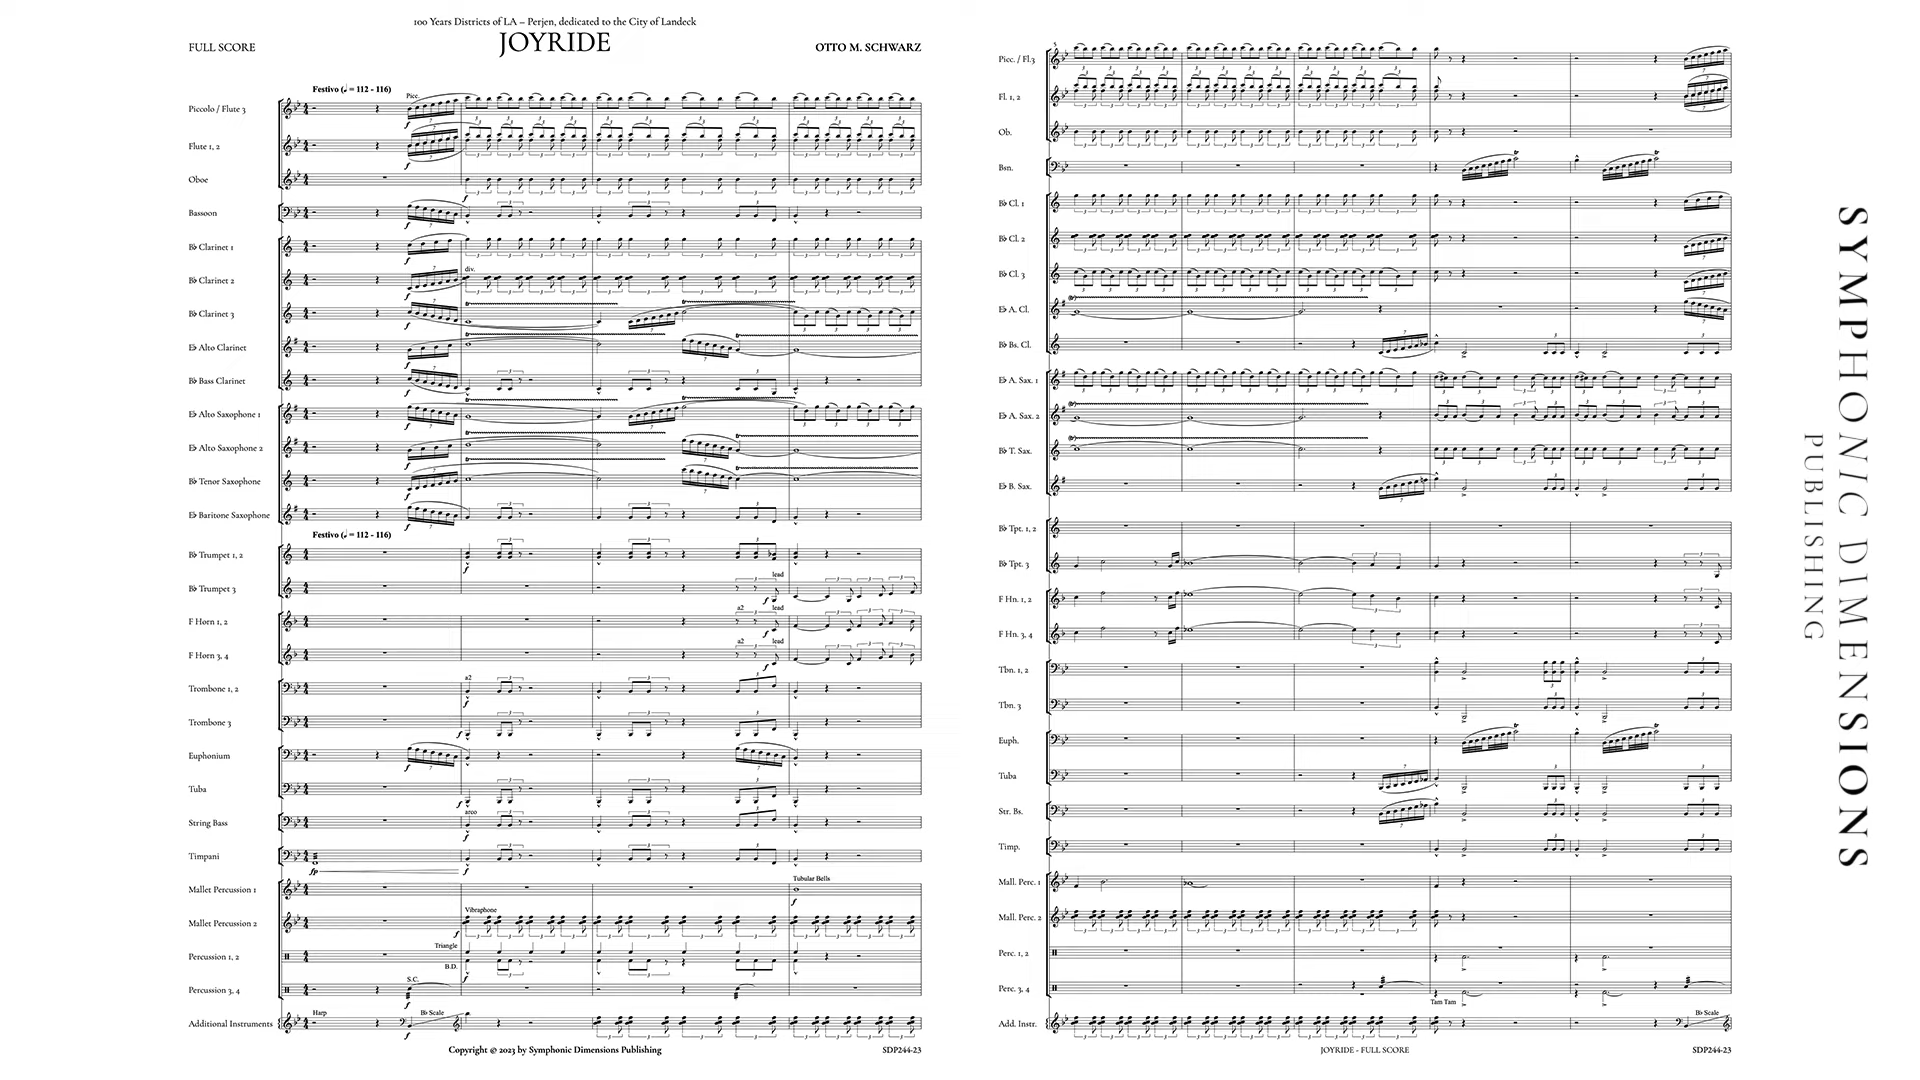 100 Years Districts of LA – Perjen, dedicated to the City of Landeck
FULL SCORE
JOYRIDE
OTTO M. SCHWARZ
Festivo (♩ = 112 - 116)
Picc.
Piccolo / Flute 3
f
Flute 1, 2
f
Oboe
f
Bassoon
f
B♭ Clarinet 1
f
div.
B♭ Clarinet 2
f
B♭ Clarinet 3
f
E♭ Alto Clarinet
f
B♭ Bass Clarinet
f
E♭ Alto Saxophone 1
f
E♭ Alto Saxophone 2
f
B♭ Tenor Saxophone
f
E♭ Baritone Saxophone
f
Festivo (♩ = 112 - 116)
B♭ Trumpet 1, 2
f
lead
B♭ Trumpet 3
f
a2 lead
F Horn 1, 2
f
a2 lead
F Horn 3, 4
f
a2
Trombone 1, 2
f
Trombone 3
f
Euphonium
f
Tuba
f
arco
String Bass
f
Timpani
fp f
Tubular Bells
Mallet Percussion 1
f
Vibraphone
Mallet Percussion 2
f
Triangle
Percussion 1, 2
B.D.
f
S.C.
Percussion 3, 4
f
Harp
B♭ Scale
Additional Instruments
f
Copyright © 2023 by Symphonic Dimensions Publishing
SDP244-23
5
Picc. / Fl.3
Fl. 1, 2
Ob.
Bsn.
B♭ Cl. 1
B♭ Cl. 2
B♭ Cl. 3
E♭ A. Cl.
B♭ Bs. Cl.
E♭ A. Sax. 1
E♭ A. Sax. 2
B♭ T. Sax.
E♭ B. Sax.
B♭ Tpt. 1, 2
B♭ Tpt. 3
F Hn. 1, 2
F Hn. 3, 4
Tbn. 1, 2
Tbn. 3
Euph.
Tuba
Str. Bs.
Timp.
Mall. Perc. 1
Mall. Perc. 2
Perc. 1, 2
Perc. 3, 4
Tam Tam
B♭ Scale
Add. Instr.
JOYRIDE - FULL SCORE
SDP244-23
SYMPHONIC DIMENSIONS
PUBLISHING